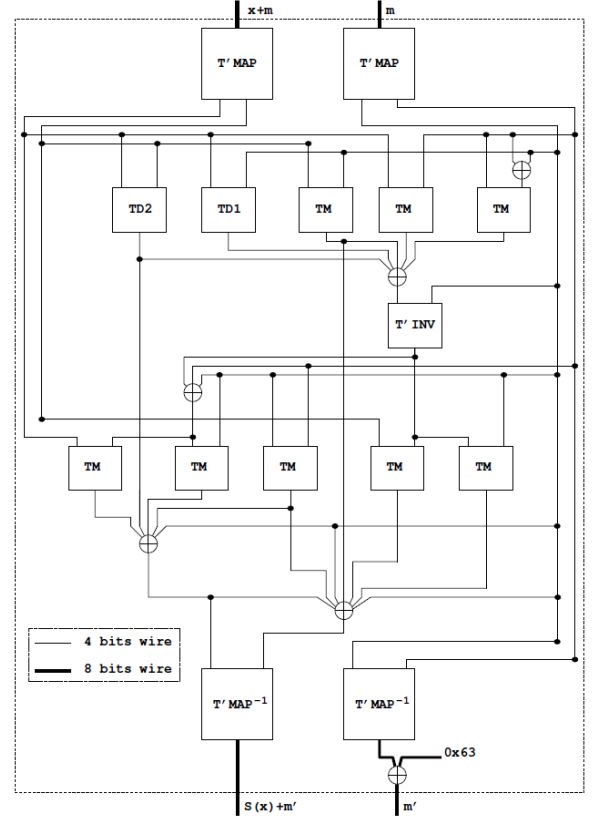 x+m m
T′MAP T′MAP
TD2 TD1 TM TM TM
T′INV
TM TM TM TM TM
4 bits wire
8 bits wire
T′MAP⁻¹ T′MAP⁻¹
0x63
S(x)+m′ m′